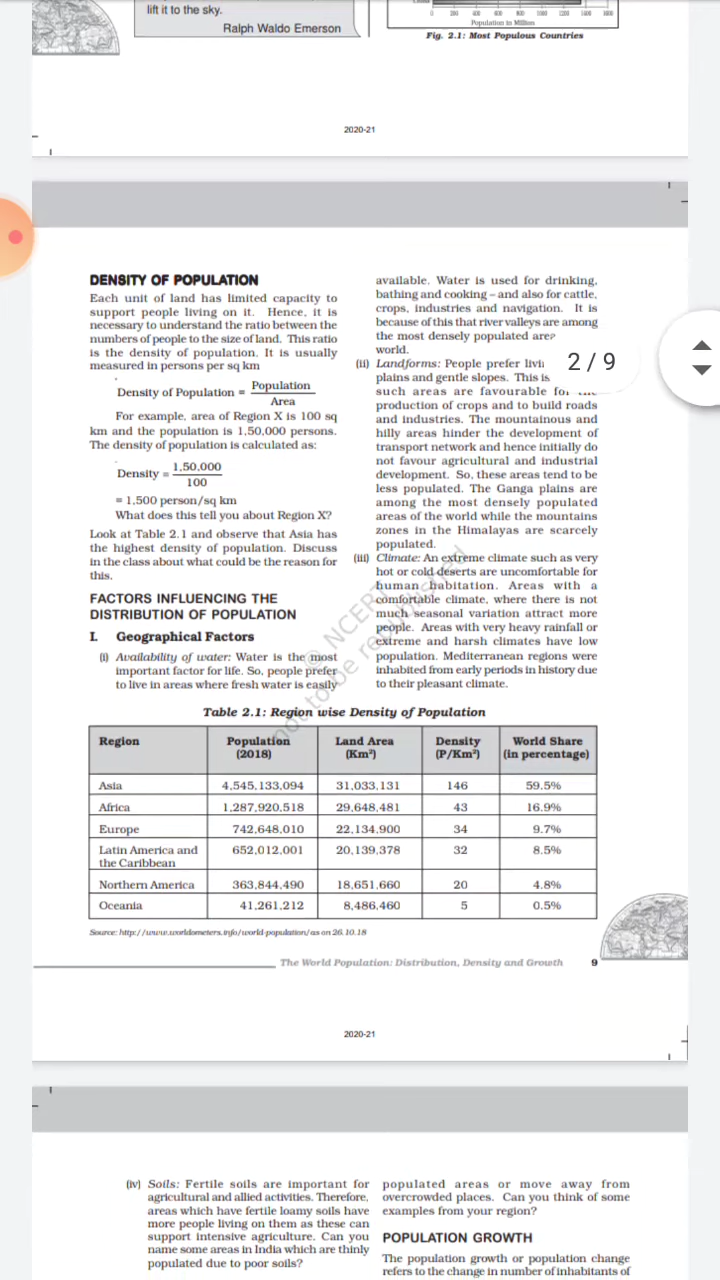 lift it to the sky.
Ralph Waldo Emerson
0 200 400 600 800 1000 1200 1400 1600
Population in Million
Fig. 2.1: Most Populous Countries
2020-21
DENSITY OF POPULATION
Each unit of land has limited capacity to
support people living on it. Hence, it is
necessary to understand the ratio between the
numbers of people to the size of land. This ratio
is the density of population. It is usually
measured in persons per sq km
Density of Population = Population
Area
For example, area of Region X is 100 sq
km and the population is 1,50,000 persons.
The density of population is calculated as:
Density = 1,50,000
100
= 1,500 person/sq km
What does this tell you about Region X?
Look at Table 2.1 and observe that Asia has
the highest density of population. Discuss
in the class about what could be the reason for
this.
FACTORS INFLUENCING THE
DISTRIBUTION OF POPULATION
I. Geographical Factors
(i) Availability of water: Water is the most
important factor for life. So, people prefer
to live in areas where fresh water is easily
available. Water is used for drinking,
bathing and cooking – and also for cattle,
crops, industries and navigation. It is
because of this that river valleys are among
the most densely populated
world.
(ii) Landforms: People prefer
plains and gentle slopes. This is
such areas are favourable
production of crops and to build roads
and industries. The mountainous and
hilly areas hinder the development of
transport network and hence initially do
not favour agricultural and industrial
development. So, these areas tend to be
less populated. The Ganga plains are
among the most densely populated
areas of the world while the mountains
zones in the Himalayas are scarcely
populated.
(iii) Climate: An extreme climate such as very
hot or cold deserts are uncomfortable for
human habitation. Areas with a
comfortable climate, where there is not
much seasonal variation attract more
people. Areas with very heavy rainfall or
extreme and harsh climates have low
population. Mediterranean regions were
inhabited from early periods in history due
to their pleasant climate.
2 / 9
© NCERT
not to be republished
Table 2.1: Region wise Density of Population
Region Population Land Area Density World Share
(2018) (Km²) (P/Km²) (in percentage)
Asia 4,545,133,094 31,033,131 146 59.5%
Africa 1,287,920,518 29,648,481 43 16.9%
Europe 742,648,010 22,134,900 34 9.7%
Latin America and 652,012,001 20,139,378 32 8.5%
the Caribbean
Northern America 363,844,490 18,651,660 20 4.8%
Oceania 41,261,212 8,486,460 5 0.5%
Source: http://www.worldometers.info/world-population/as on 26.10.18
The World Population: Distribution, Density and Growth 9
2020-21
(iv) Soils: Fertile soils are important for
agricultural and allied activities. Therefore,
areas which have fertile loamy soils have
more people living on them as these can
support intensive agriculture. Can you
name some areas in India which are thinly
populated due to poor soils?
populated areas or move away from
overcrowded places. Can you think of some
examples from your region?
POPULATION GROWTH
The population growth or population change
refers to the change in number of inhabitants of